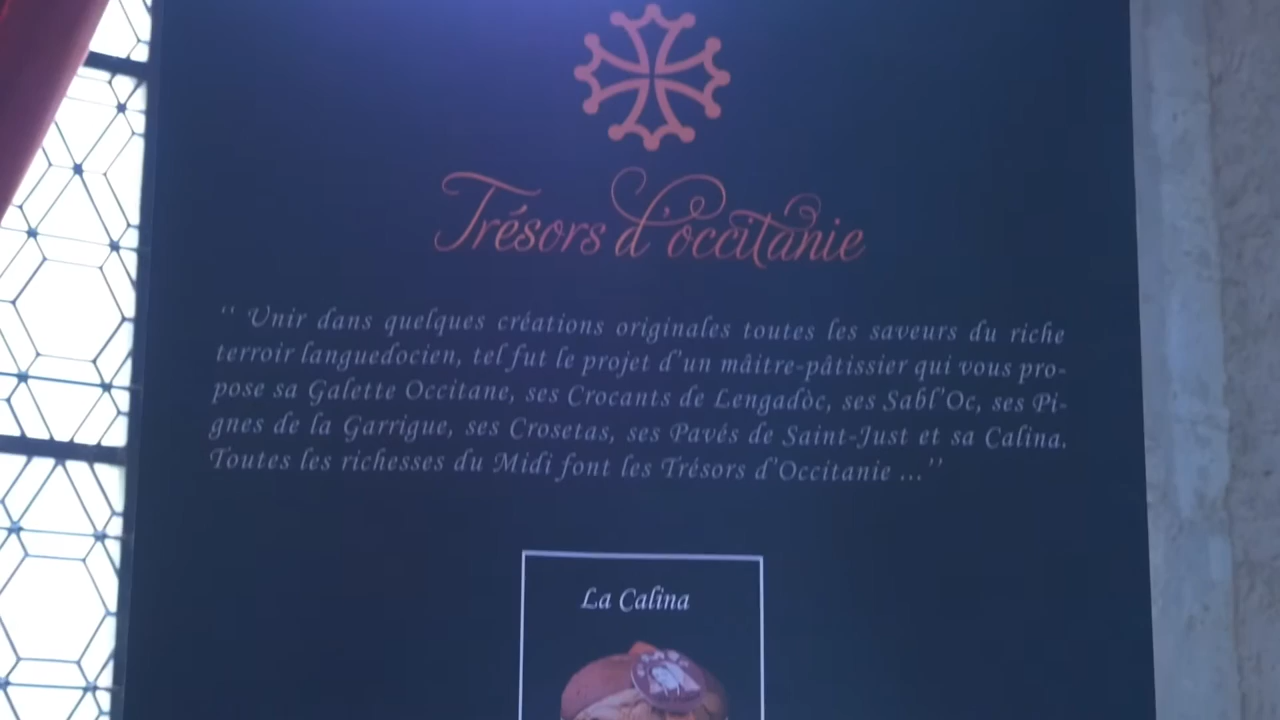 Trésors d'occitanie
‘‘ Unir dans quelques créations originales toutes les saveurs du riche
terroir languedocien, tel fut le projet d'un mâitre-pâtissier qui vous pro-
pose sa Galette Occitane, ses Crocants de Lengadòc, ses Sabl'Oc, ses Pi-
gnes de la Garrigue, ses Crosetas, ses Pavés de Saint-Just et sa Calina.
Toutes les richesses du Midi font les Trésors d'Occitanie ...’’
La Calina